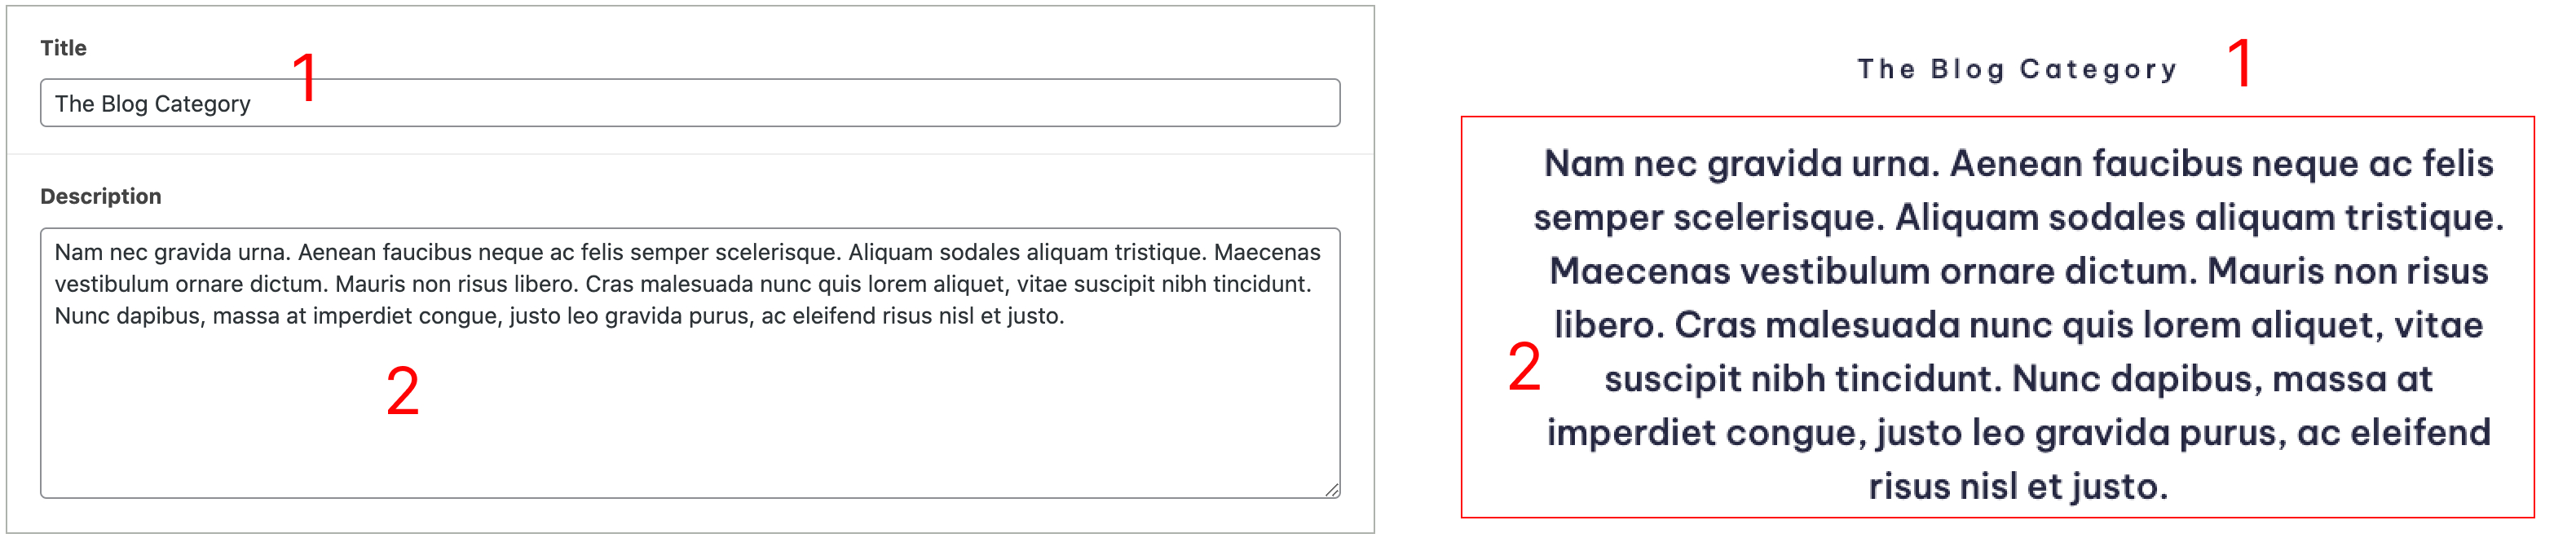 Title
1
The Blog Category
Description
Nam nec gravida urna. Aenean faucibus neque ac felis semper scelerisque. Aliquam sodales aliquam tristique. Maecenas
vestibulum ornare dictum. Mauris non risus libero. Cras malesuada nunc quis lorem aliquet, vitae suscipit nibh tincidunt.
Nunc dapibus, massa at imperdiet congue, justo leo gravida purus, ac eleifend risus nisl et justo.
2
The Blog Category 1
Nam nec gravida urna. Aenean faucibus neque ac felis
semper scelerisque. Aliquam sodales aliquam tristique.
Maecenas vestibulum ornare dictum. Mauris non risus
libero. Cras malesuada nunc quis lorem aliquet, vitae
2
suscipit nibh tincidunt. Nunc dapibus, massa at
imperdiet congue, justo leo gravida purus, ac eleifend
risus nisl et justo.